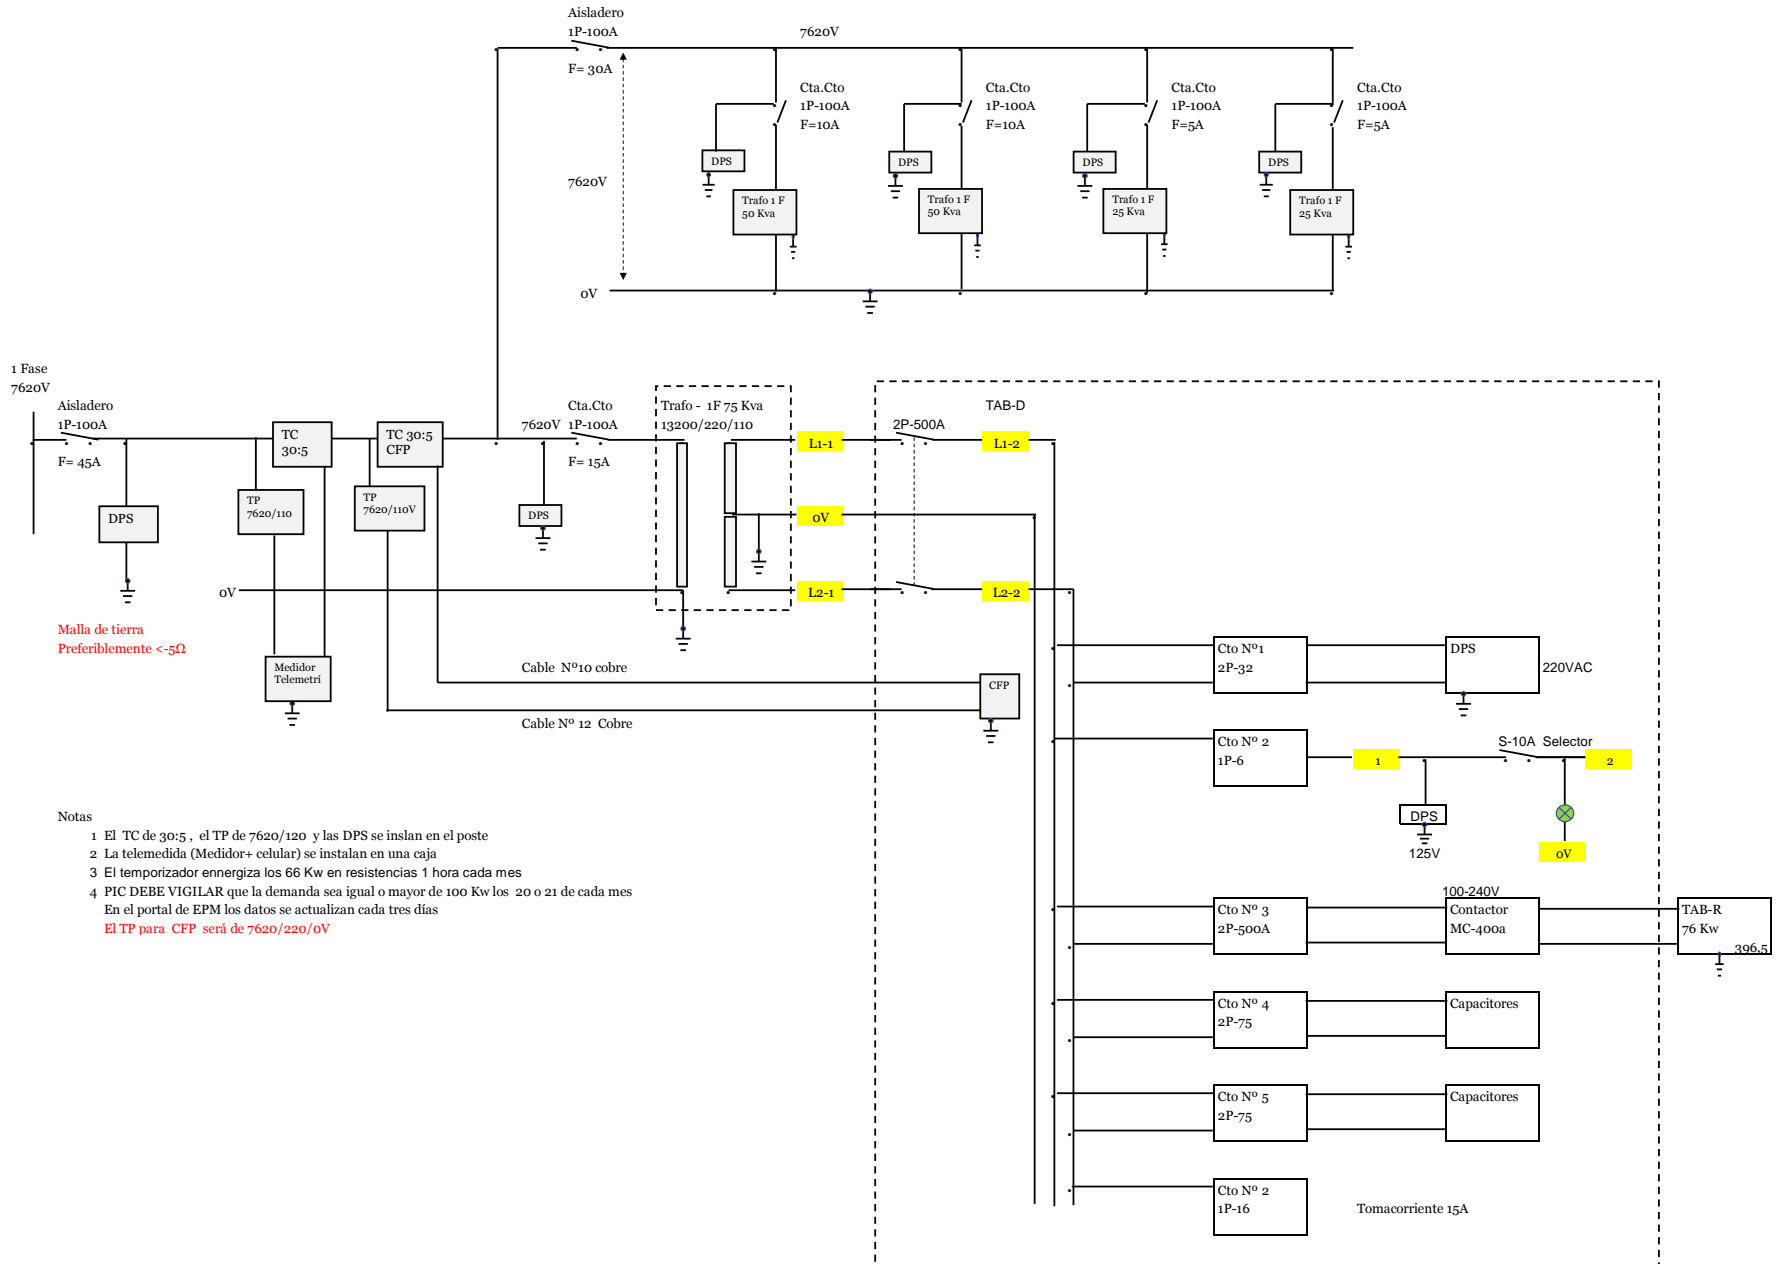 Aisladero
1P-100A
F= 30A
7620V
Cta.Cto
1P-100A
F=10A
Cta.Cto
1P-100A
F=10A
Cta.Cto
1P-100A
F=5A
Cta.Cto
1P-100A
F=5A
DPS
DPS
DPS
DPS
7620V
Trafo 1 F
50 Kva
Trafo 1 F
50 Kva
Trafo 1 F
25 Kva
Trafo 1 F
25 Kva
0V
1 Fase
7620V
Aisladero
1P-100A
F= 45A
TC
30:5
TC 30:5
CFP
7620V
Cta.Cto
1P-100A
F= 15A
Trafo - 1F 75 Kva
13200/220/110
TAB-D
2P-500A
L1-1
L1-2
DPS
TP
7620/110
TP
7620/110V
DPS
0V
0V
L2-1
L2-2
Malla de tierra
Preferiblemente <-5Ω
Medidor
Telemetrí
Cable Nº10 cobre
CFP
Cable Nº 12 Cobre
Cto Nº1
2P-32
DPS
220VAC
Cto Nº 2
1P-6
1
S-10A Selector
2
DPS
125V
0V
Notas
1 El TC de 30:5 , el TP de 7620/120 y las DPS se inslan en el poste
2 La telemedida (Medidor+ celular) se instalan en una caja
3 El temporizador ennergiza los 66 Kw en resistencias 1 hora cada mes
4 PIC DEBE VIGILAR que la demanda sea igual o mayor de 100 Kw los 20 o 21 de cada mes
En el portal de EPM los datos se actualizan cada tres días
El TP para CFP será de 7620/220/0V
Cto Nº 3
2P-500A
100-240V
Contactor
MC-400a
TAB-R
76 Kw
396,5
Cto Nº 4
2P-75
Capacitores
Cto Nº 5
2P-75
Capacitores
Cto Nº 2
1P-16
Tomacorriente 15A